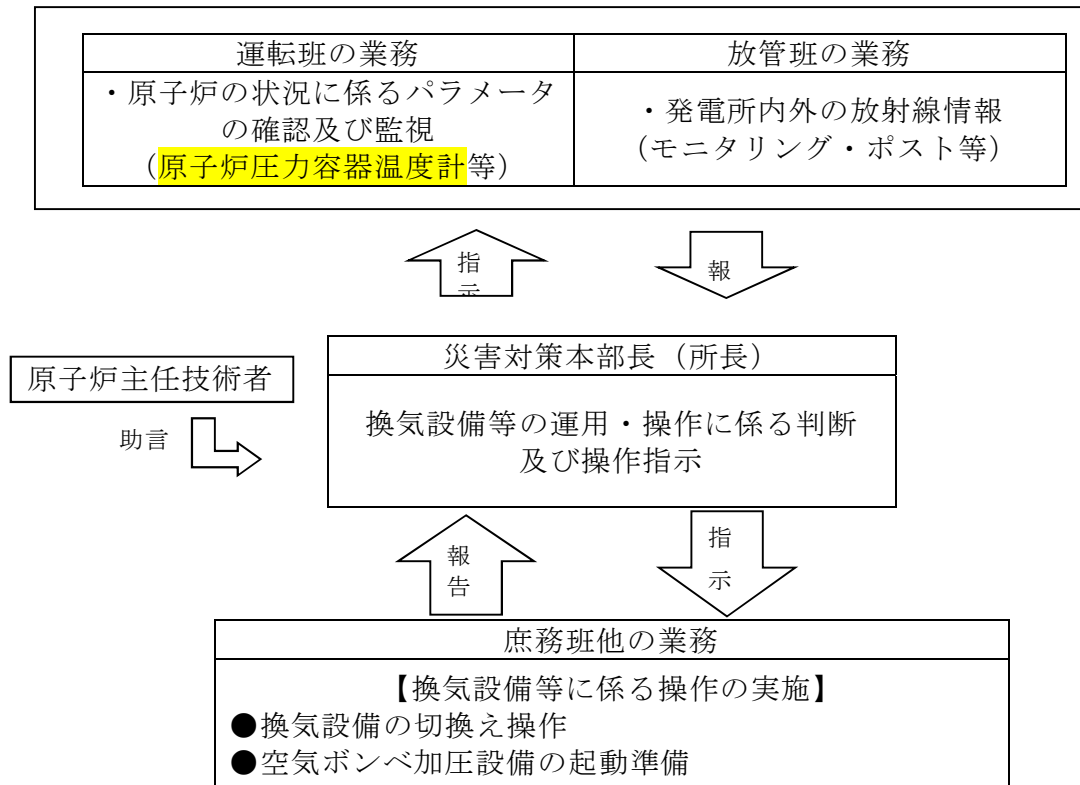 運転班の業務
・原子炉の状況に係るパラメータ
の確認及び監視
（原子炉圧力容器温度計等）
放管班の業務
・発電所内外の放射線情報
（モニタリング・ポスト等）
指
示
報
原子炉主任技術者
助言
災害対策本部長（所長）
換気設備等の運用・操作に係る判断
及び操作指示
報
告
指
示
庶務班他の業務
【換気設備等に係る操作の実施】
●換気設備の切換え操作
●空気ボンベ加圧設備の起動準備